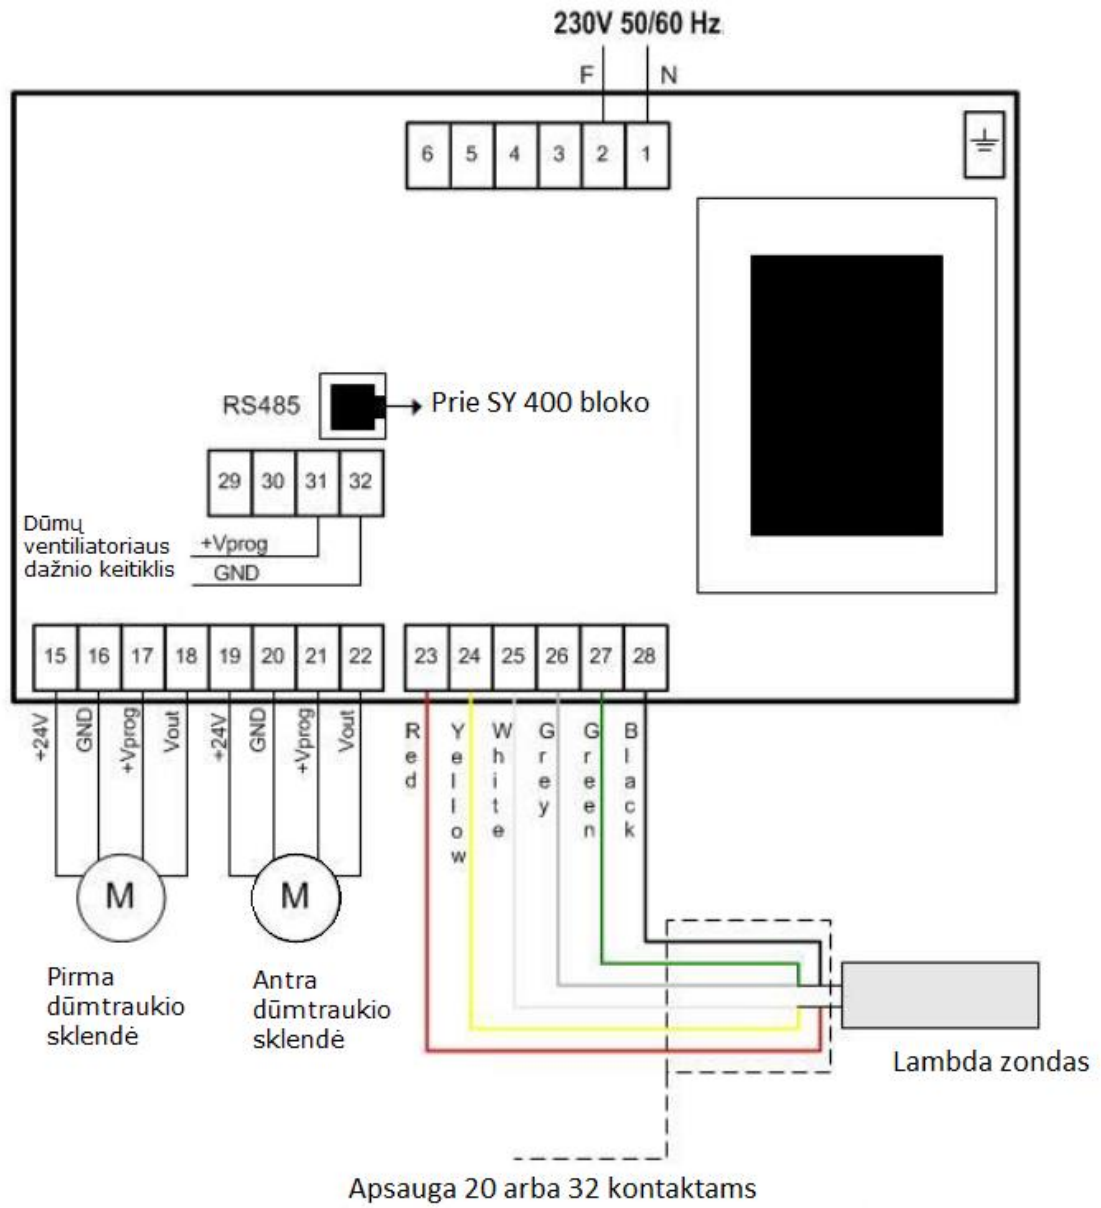 230V 50/60 Hz
F N
6 5 4 3 2 1
RS485
Prie SY 400 bloko
29 30 31 32
Dūmų
ventiliatoriaus
dažnio keitiklis
+Vprog
GND
15 16 17 18 19 20 21 22
23 24 25 26 27 28
+24V
GND
+Vprog
Vout
+24V
GND
+Vprog
Vout
Red
Yellow
White
Grey
Green
Black
M
M
Pirma
dūmtraukio
sklendė
Antra
dūmtraukio
sklendė
Lambda zondas
Apsauga 20 arba 32 kontaktams